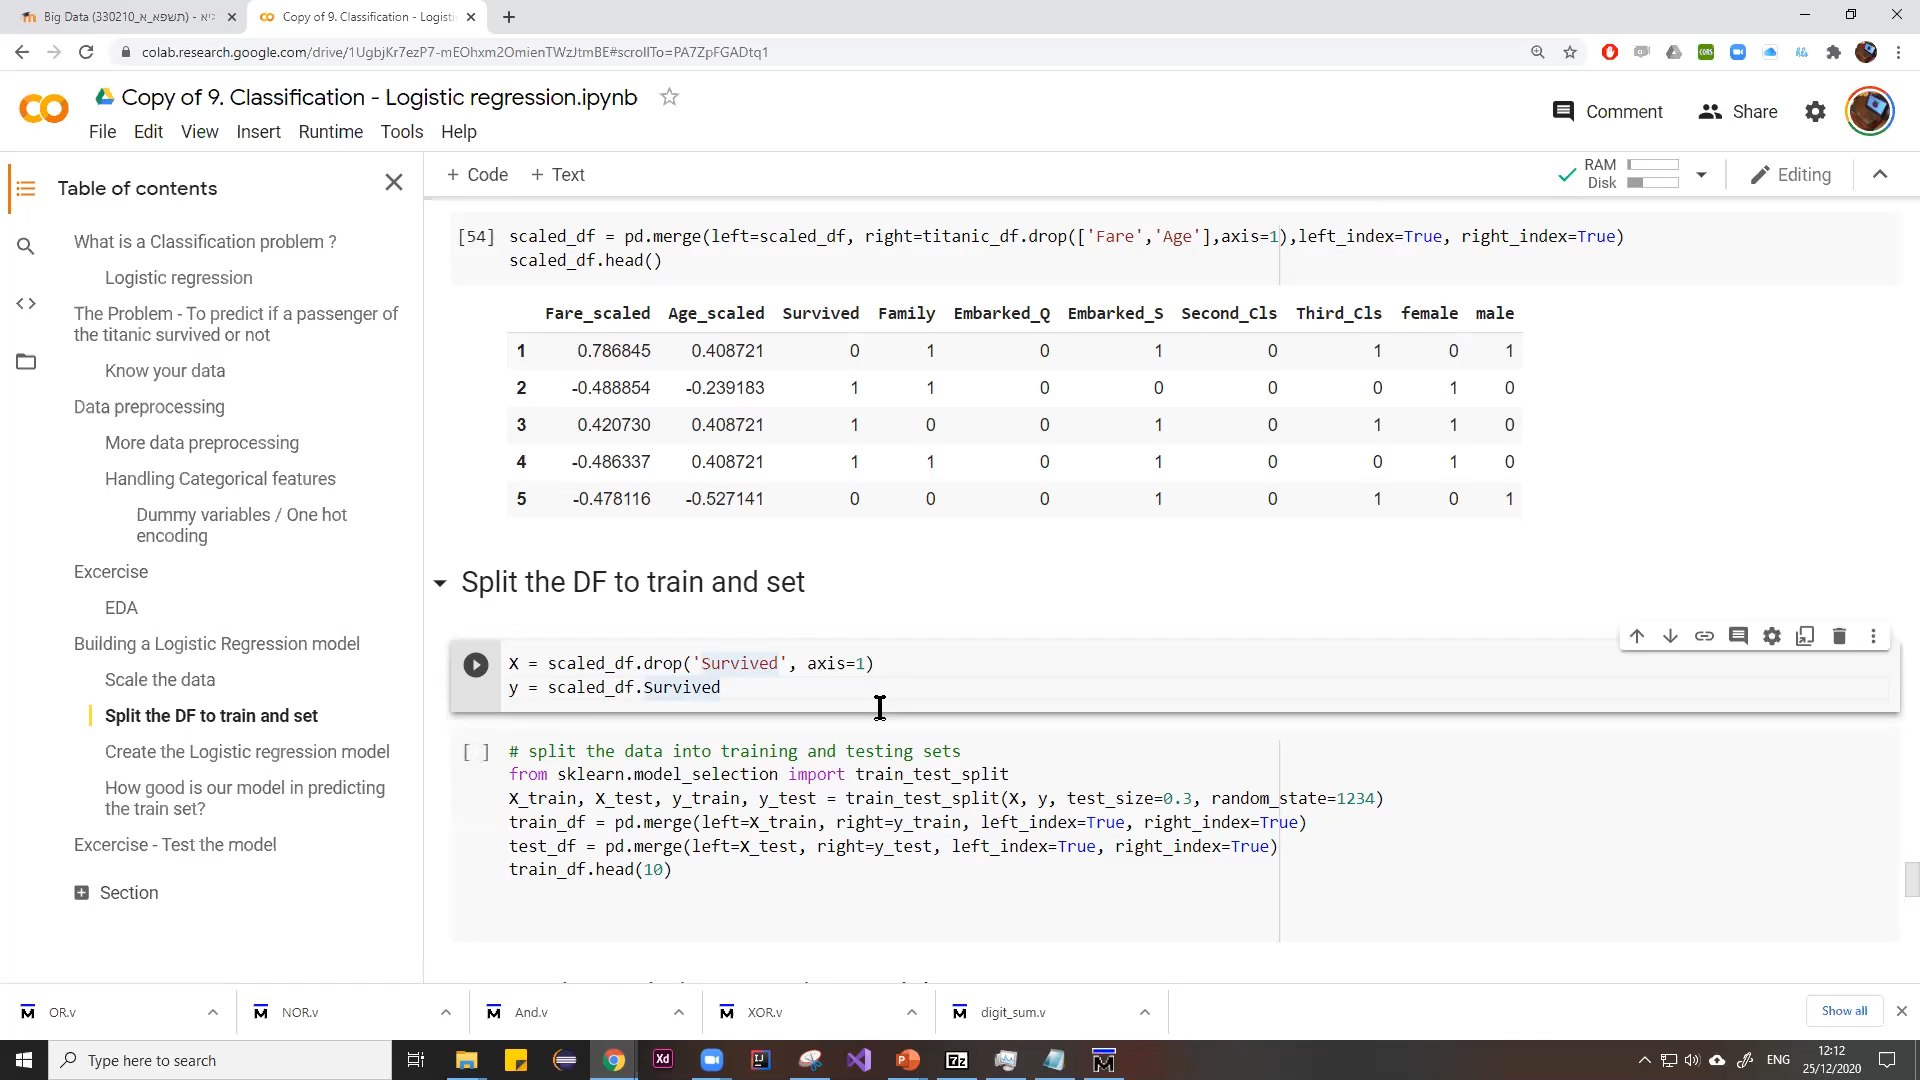 Big Data (330210_תשפא_א) - גיא
Copy of 9. Classification - Logisti
colab.research.google.com/drive/1UgbjKr7ezP7-mEOhxm2OmienTWzJtmBE#scrollTo=PA7ZpFGADtq1
Copy of 9. Classification - Logistic regression.ipynb
Comment
Share
File Edit View Insert Runtime Tools Help
Table of contents
+ Code + Text
RAM
Disk
Editing
What is a Classification problem ?
Logistic regression
The Problem - To predict if a passenger of
the titanic survived or not
Know your data
Data preprocessing
More data preprocessing
Handling Categorical features
Dummy variables / One hot
encoding
Excercise
EDA
Building a Logistic Regression model
Scale the data
Split the DF to train and set
Create the Logistic regression model
How good is our model in predicting
the train set?
Excercise - Test the model
Section
[54] scaled_df = pd.merge(left=scaled_df, right=titanic_df.drop(['Fare','Age'],axis=1),left_index=True, right_index=True)
scaled_df.head()
Fare_scaled Age_scaled Survived Family Embarked_Q Embarked_S Second_Cls Third_Cls female male
1 0.786845 0.408721 0 1 0 1 0 1 0 1
2 -0.488854 -0.239183 1 1 0 0 0 0 1 0
3 0.420730 0.408721 1 0 0 1 0 1 1 0
4 -0.486337 0.408721 1 1 0 1 0 0 1 0
5 -0.478116 -0.527141 0 0 0 1 0 1 0 1
Split the DF to train and set
X = scaled_df.drop('Survived', axis=1)
y = scaled_df.Survived
[ ] # split the data into training and testing sets
from sklearn.model_selection import train_test_split
X_train, X_test, y_train, y_test = train_test_split(X, y, test_size=0.3, random_state=1234)
train_df = pd.merge(left=X_train, right=y_train, left_index=True, right_index=True)
test_df = pd.merge(left=X_test, right=y_test, left_index=True, right_index=True)
train_df.head(10)
OR.v
NOR.v
And.v
XOR.v
digit_sum.v
Show all
Type here to search
ENG
12:12
25/12/2020